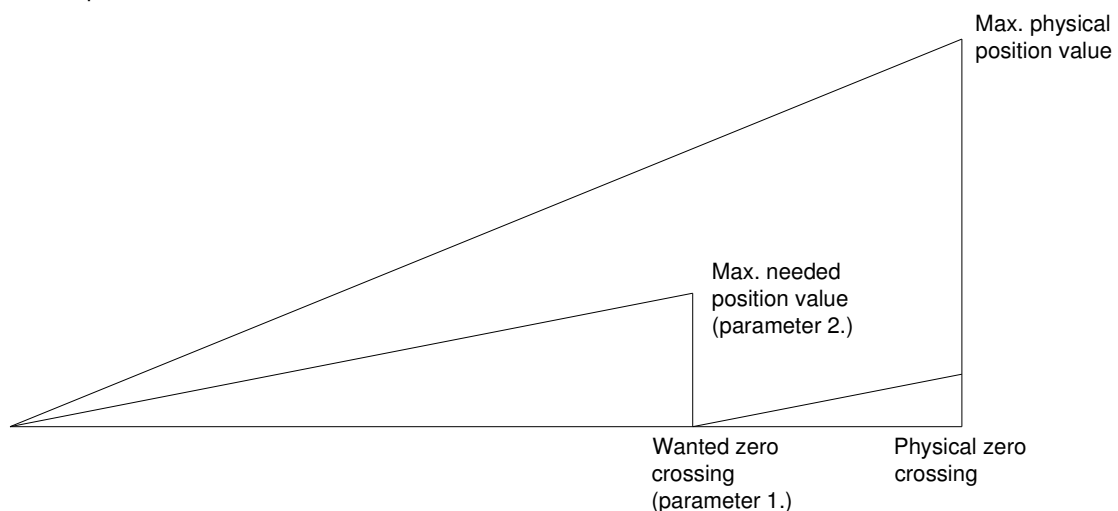 Max. physical
position value
Max. needed
position value
(parameter 2.)
Wanted zero
crossing
(parameter 1.)
Physical zero
crossing